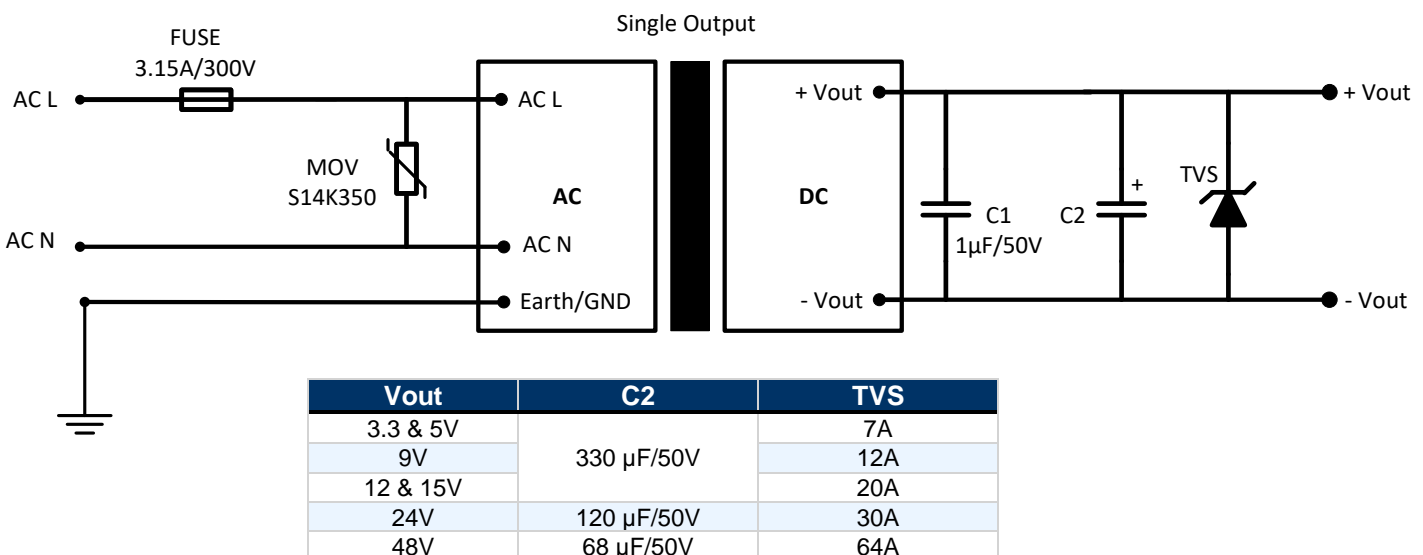 Single Output
FUSE
3.15A/300V
AC L
AC L
+ Vout
+ Vout
MOV
S14K350
AC
DC
TVS
+
C1
1µF/50V
C2
AC N
AC N
Earth/GND
- Vout
- Vout
Vout C2 TVS
3.3 & 5V 330 µF/50V 7A
9V 12A
12 & 15V 20A
24V 120 µF/50V 30A
48V 68 µF/50V 64A